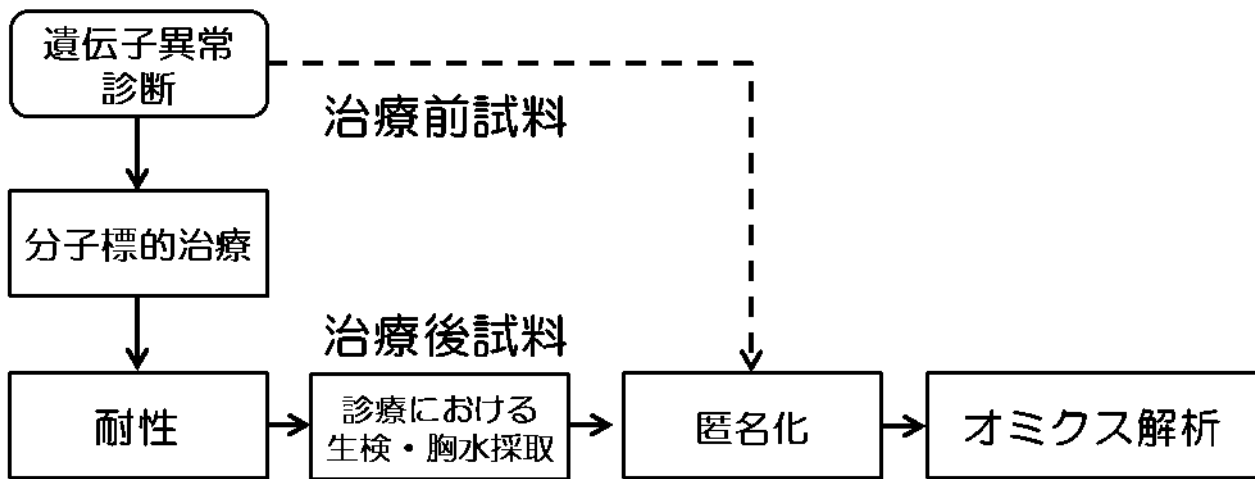 遺伝子異常
診断
治療前試料
分子標的治療
治療後試料
耐性
診療における
生検・胸水採取
匿名化
オミクス解析